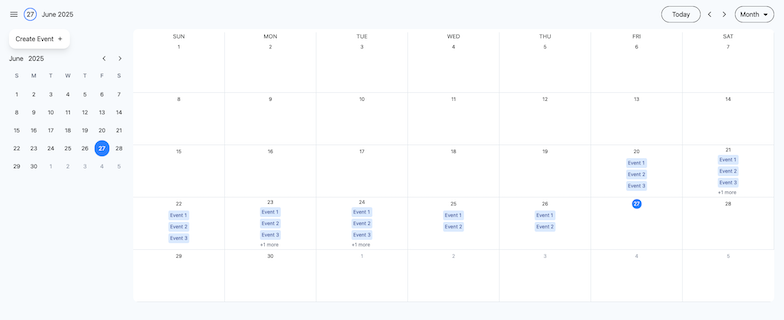 27 June 2025
Today
Month
Create Event +
June 2025
S M T W T F S
1 2 3 4 5 6 7
8 9 10 11 12 13 14
15 16 17 18 19 20 21
22 23 24 25 26 27 28
29 30 1 2 3 4 5
SUN MON TUE WED THU FRI SAT
1 2 3 4 5 6 7
8 9 10 11 12 13 14
15 16 17 18 19 20 21
Event 1 Event 1
Event 2 Event 2
Event 3 Event 3
+1 more
22 23 24 25 26 27 28
Event 1 Event 1 Event 1 Event 1 Event 1
Event 2 Event 2 Event 2 Event 2 Event 2
Event 3 Event 3 Event 3
+1 more +1 more
29 30 1 2 3 4 5